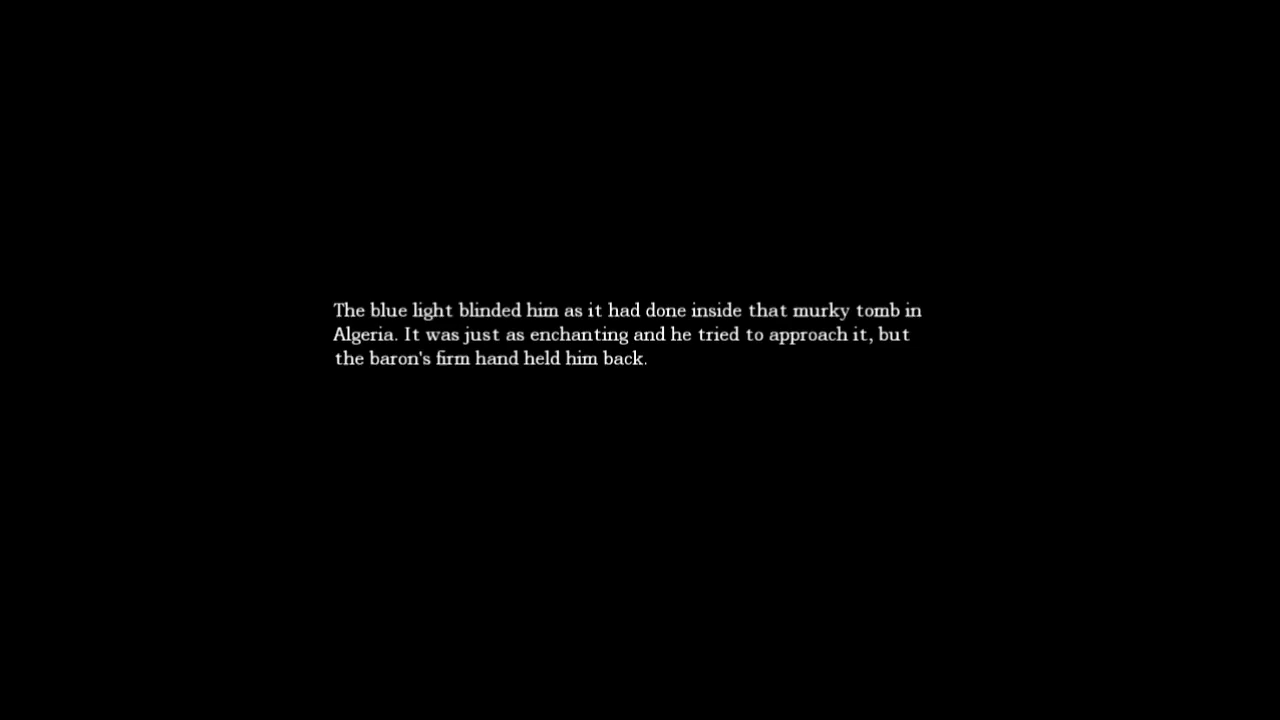 The blue light blinded him as it had done inside that murky tomb in
Algeria. It was just as enchanting and he tried to approach it, but
the baron's firm hand held him back.